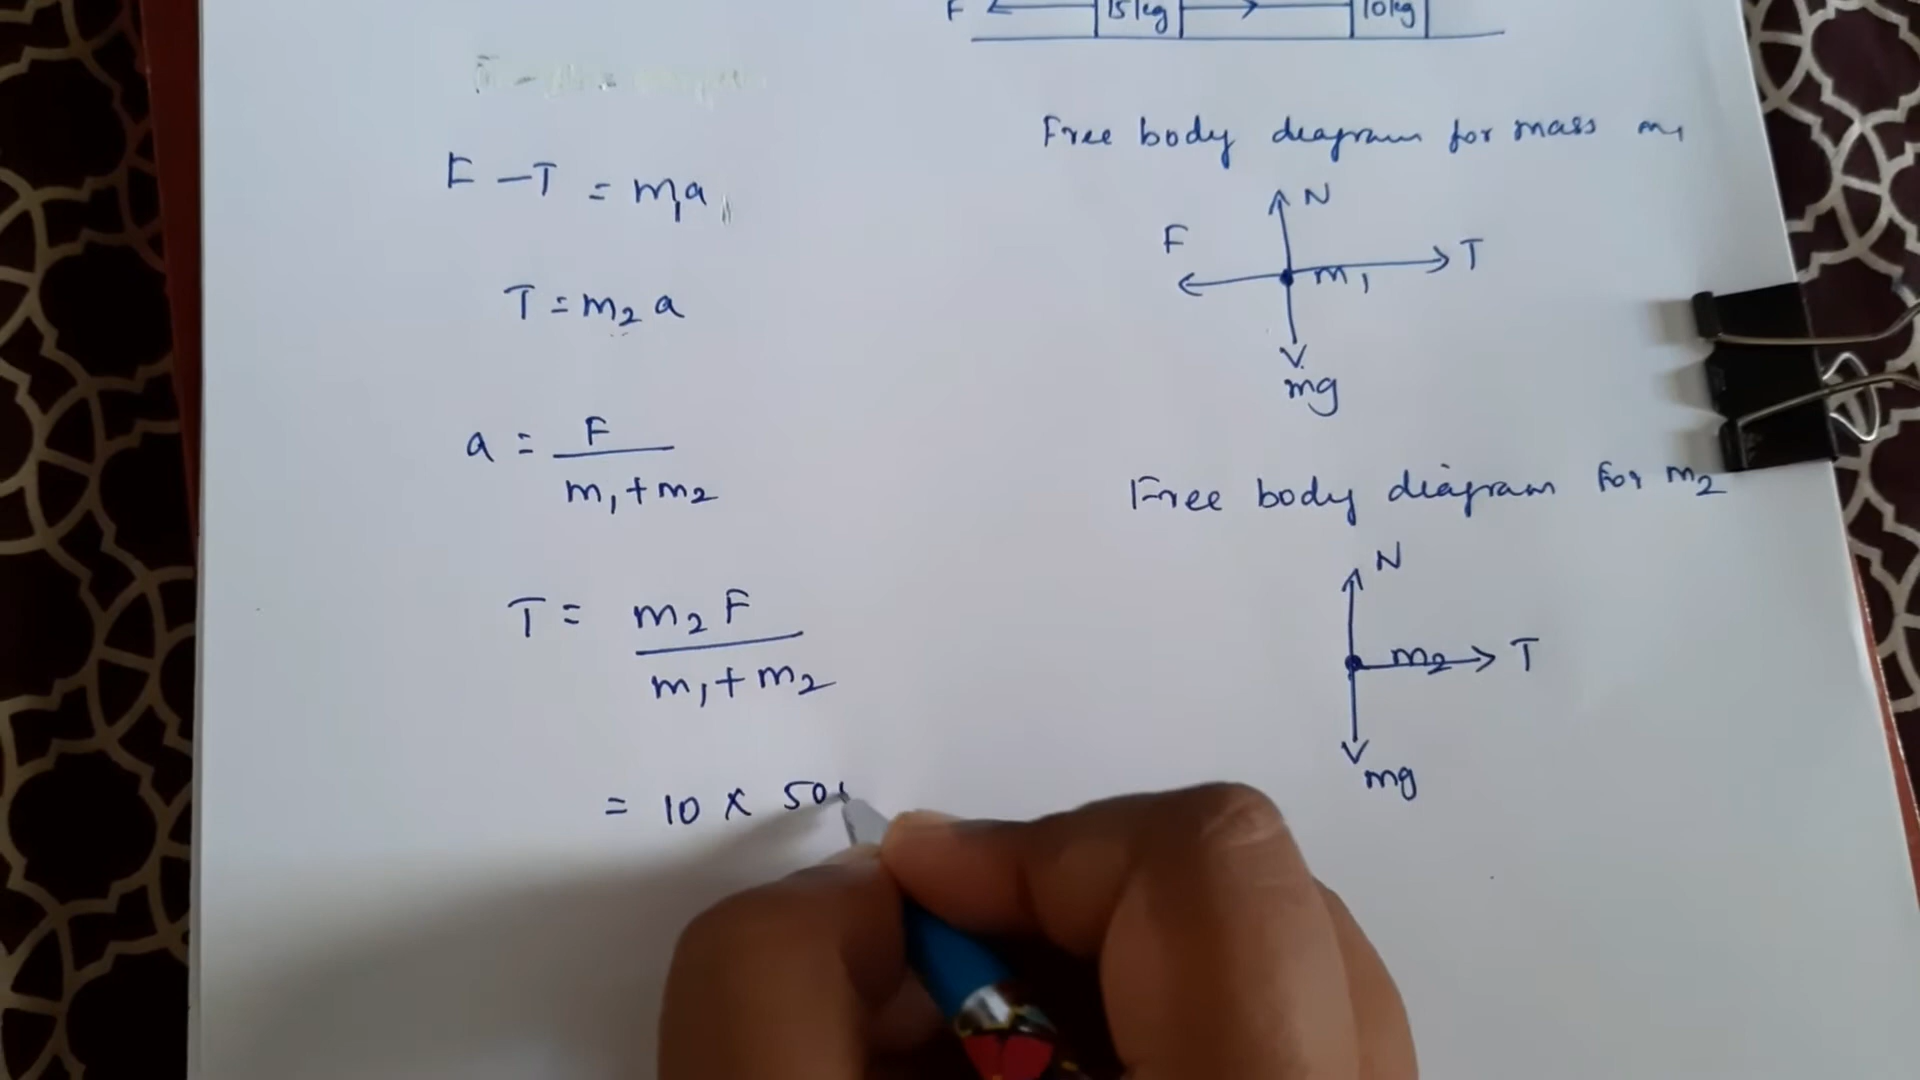 F 15kg 10kg
F - T = m₁a
T = m₂ a
a = F / m₁ + m₂
T = m₂ F / m₁ + m₂
= 10 x 50
Free body diagram for mass m₁
N
F
T
m₁
mg
Free body diagram for m₂
N
m₂
T
mg